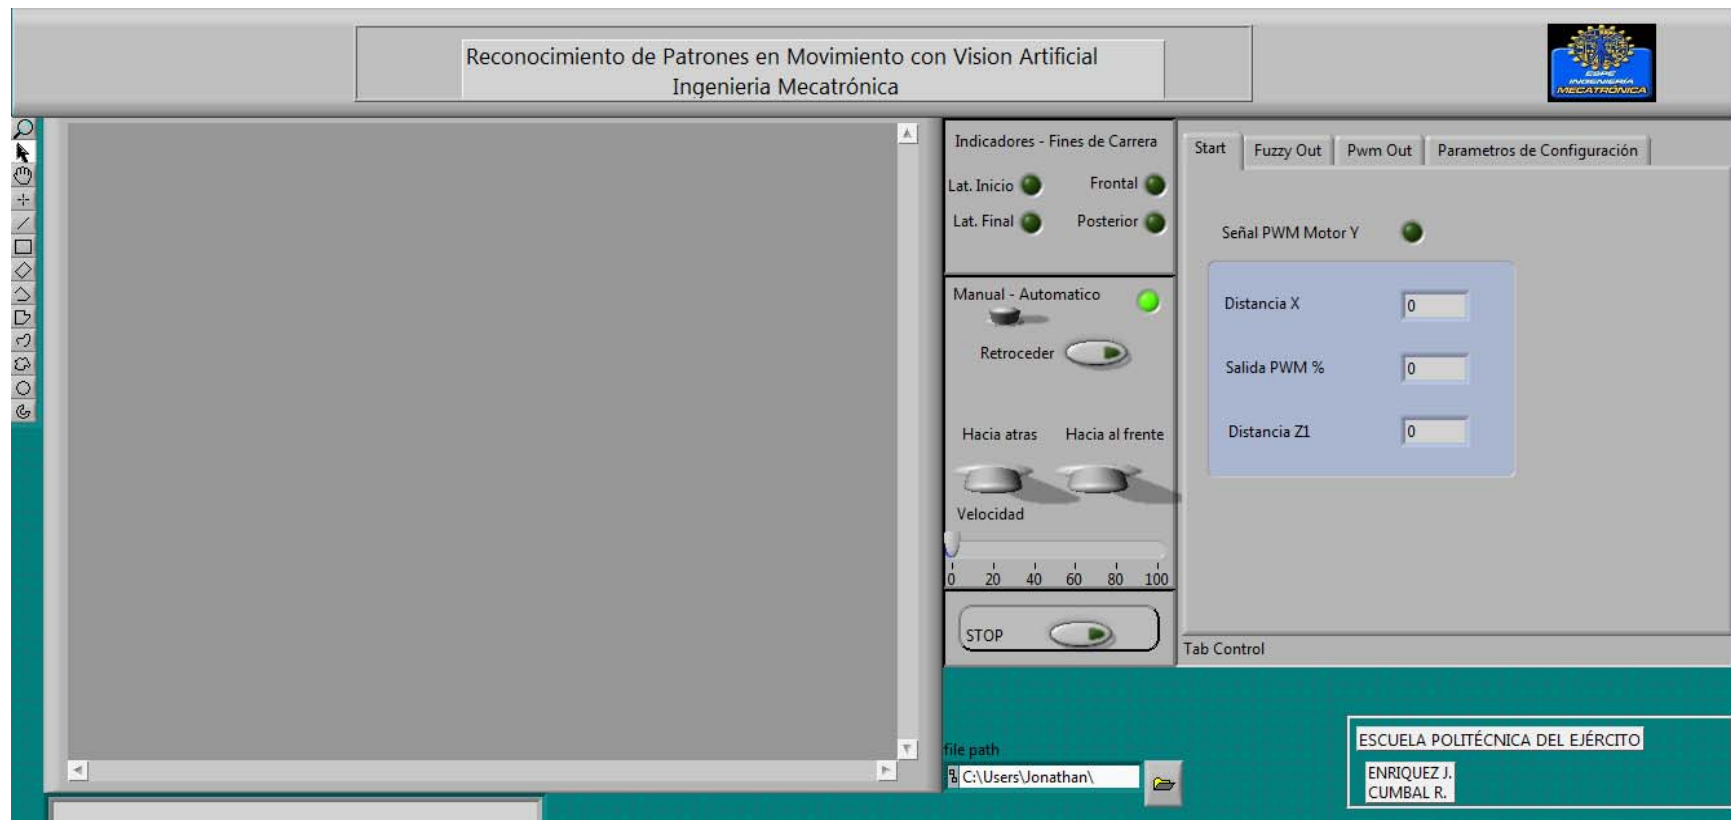 Reconocimiento de Patrones en Movimiento con Vision Artificial
Ingenieria Mecatrónica
ESPE
INGENIERÍA
MECATRÓNICA
Indicadores - Fines de Carrera
Lat. Inicio
Frontal
Lat. Final
Posterior
Manual - Automatico
Retroceder
Hacia atras
Hacia al frente
Velocidad
0 20 40 60 80 100
STOP
Start
Fuzzy Out
Pwm Out
Parametros de Configuración
Señal PWM Motor Y
Distancia X
0
Salida PWM %
0
Distancia Z1
0
Tab Control
file path
C:\Users\Jonathan\
ESCUELA POLITÉCNICA DEL EJÉRCITO
ENRIQUEZ J.
CUMBAL R.